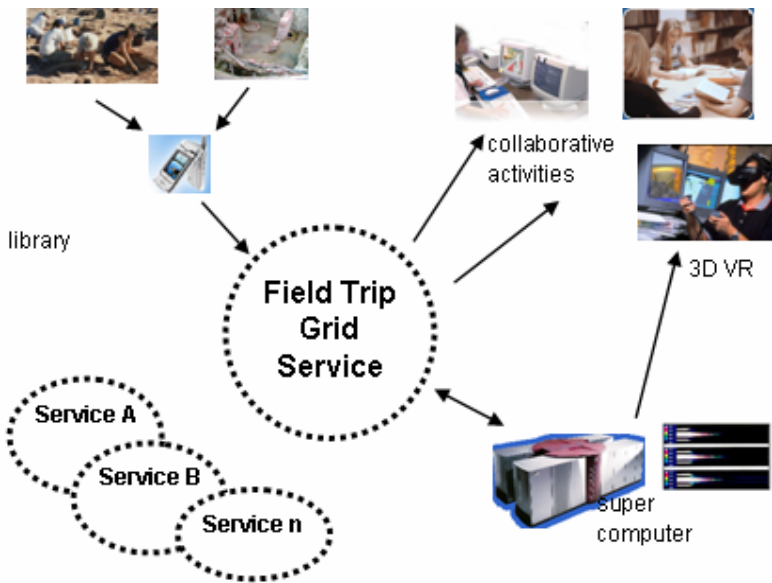 collaborative
activities
library
3D VR
Field Trip
Grid
Service
Service A
Service B
Service n
super
computer